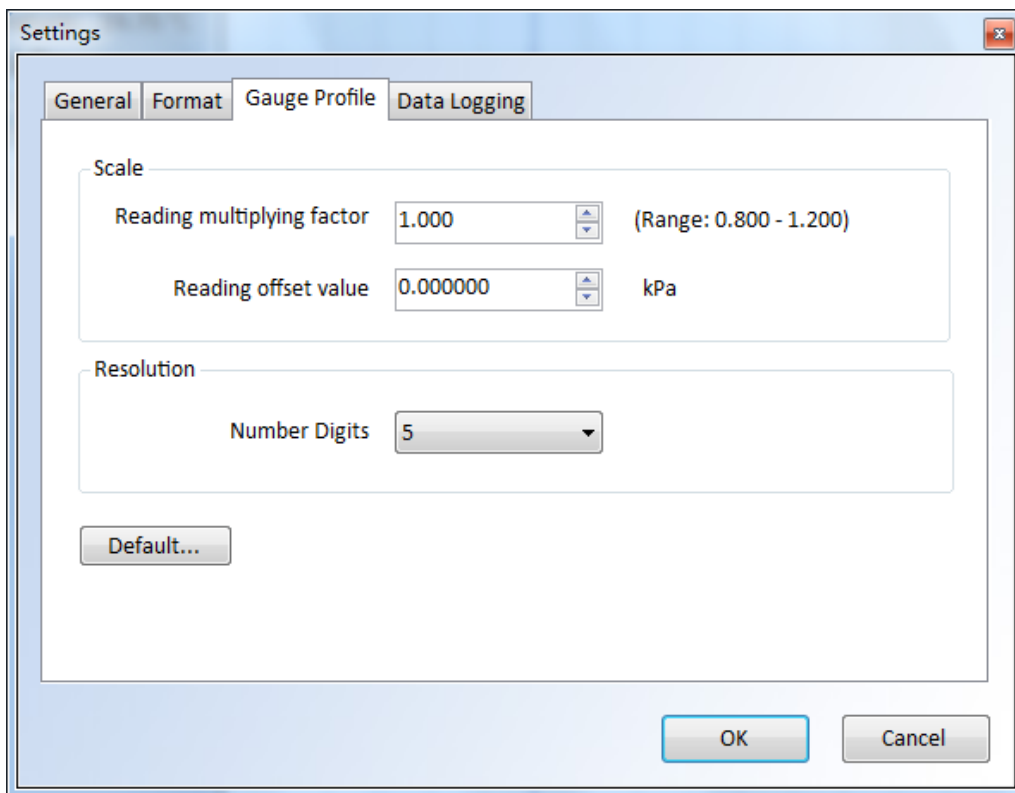 Settings
General Format Gauge Profile Data Logging
Scale
Reading multiplying factor 1.000 (Range: 0.800 - 1.200)
Reading offset value 0.000000 kPa
Resolution
Number Digits 5
Default...
OK Cancel